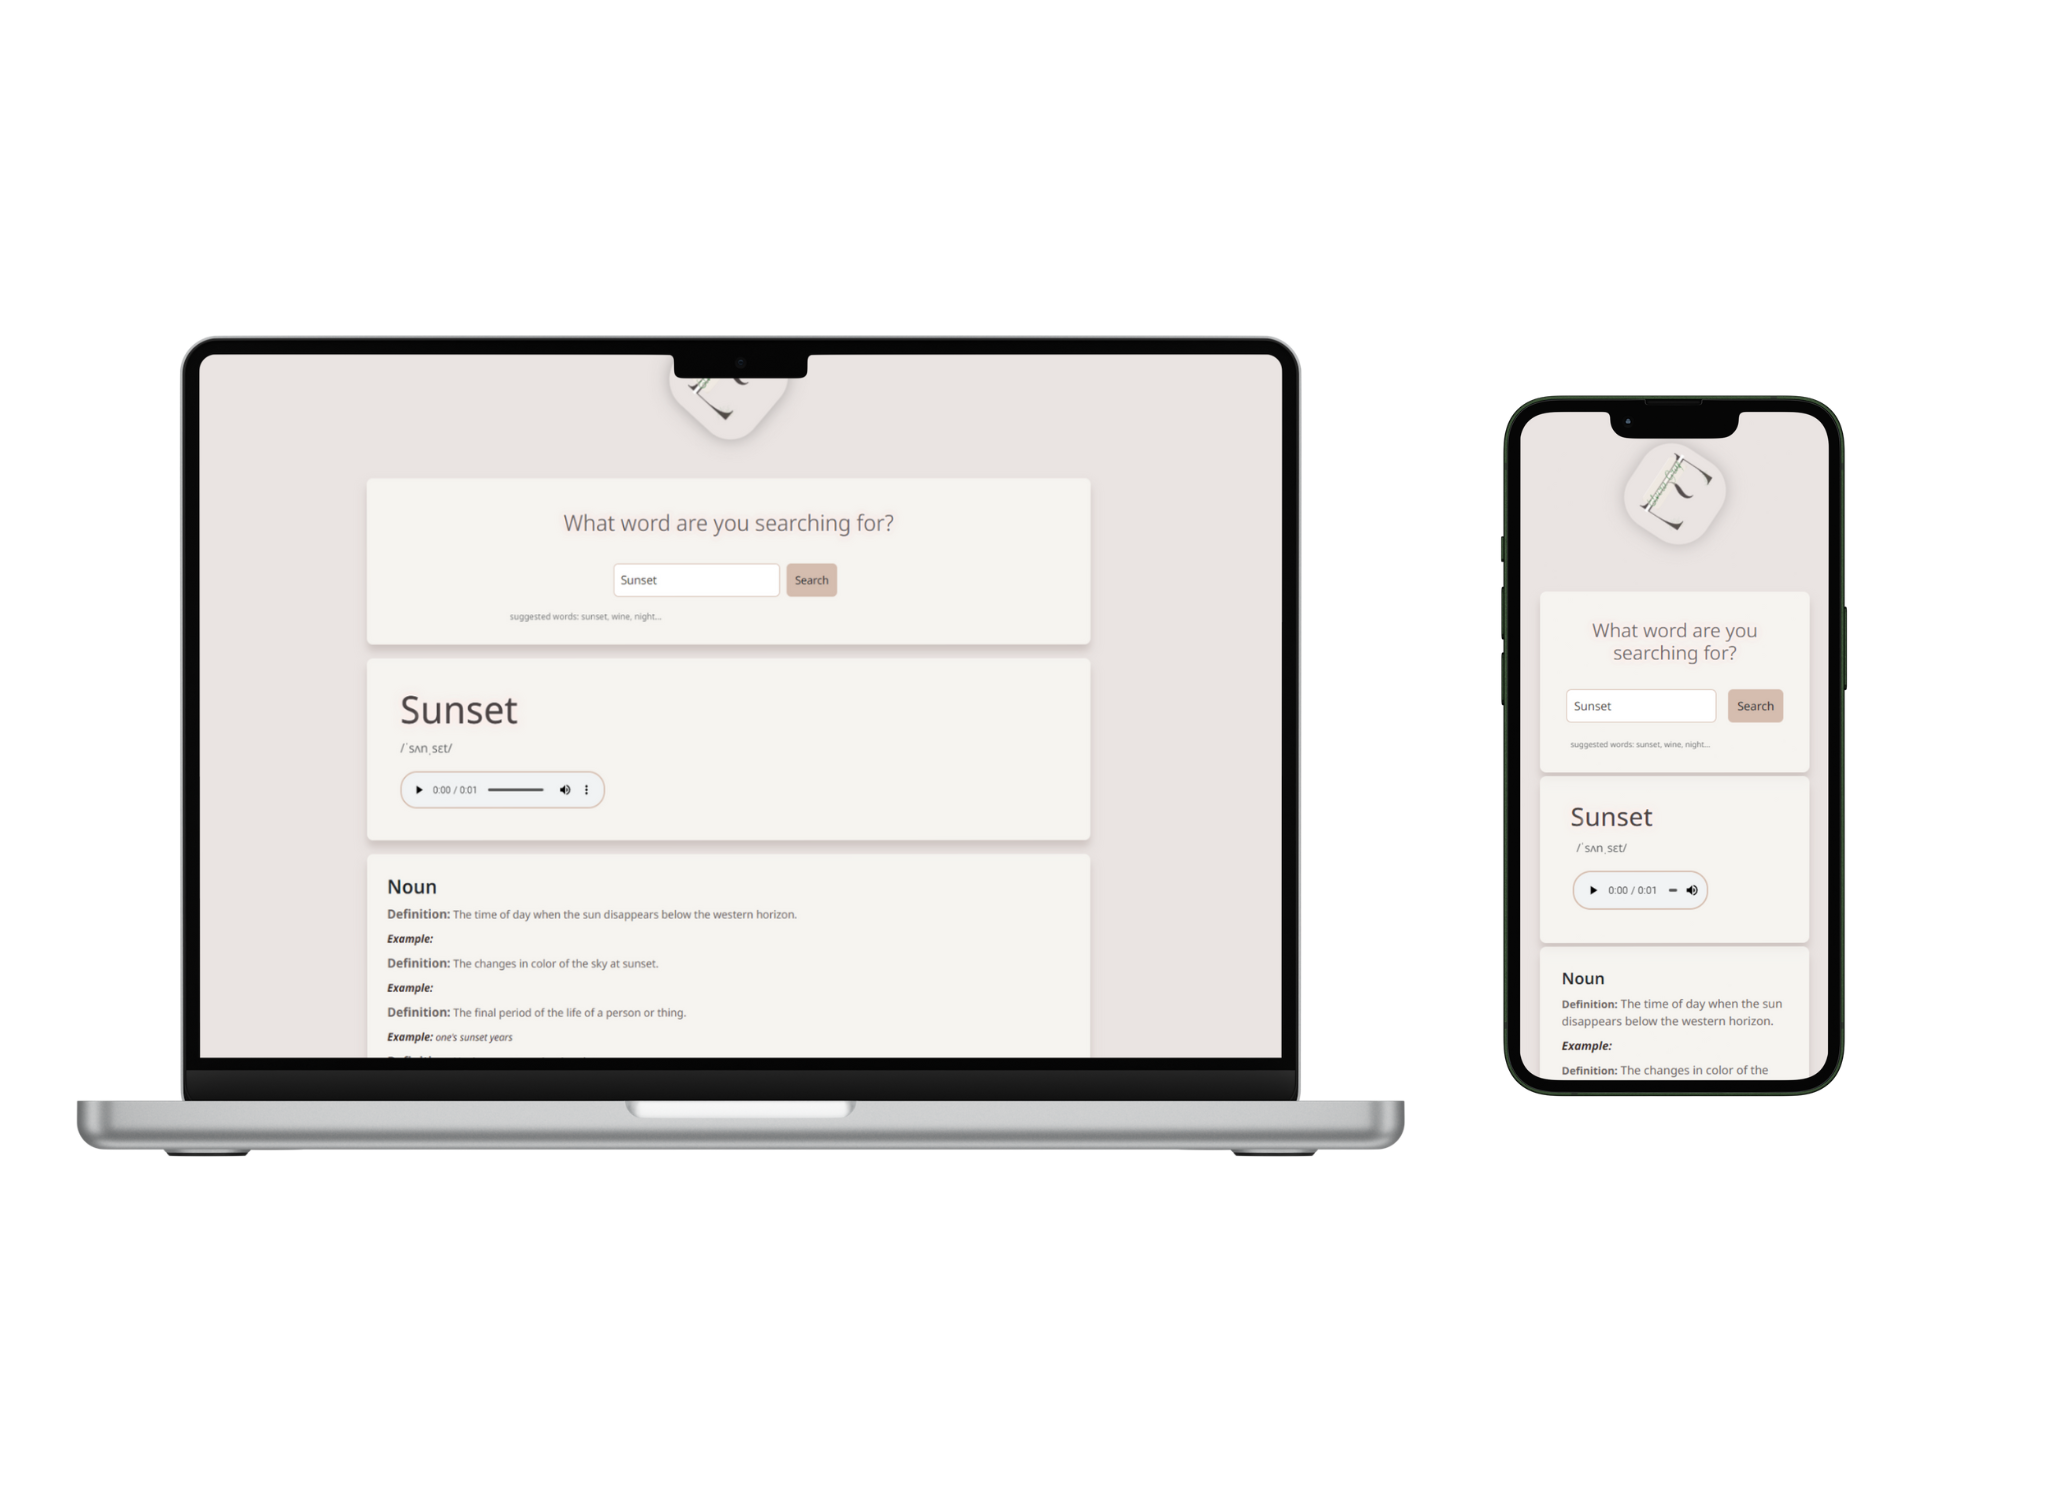 What word are you searching for?
Sunset
Search
suggested words: sunset, wine, night...
Sunset
/ˈsʌnˌsɛt/
0:00 / 0:01
Noun
Definition: The time of day when the sun disappears below the western horizon.
Example:
Definition: The changes in color of the sky at sunset.
Example:
Definition: The final period of the life of a person or thing.
Example: one's sunset years
What word are you
searching for?
Sunset
Search
suggested words: sunset, wine, night...
Sunset
/ˈsʌnˌsɛt/
0:00 / 0:01
Noun
Definition: The time of day when the sun
disappears below the western horizon.
Example:
Definition: The changes in color of the